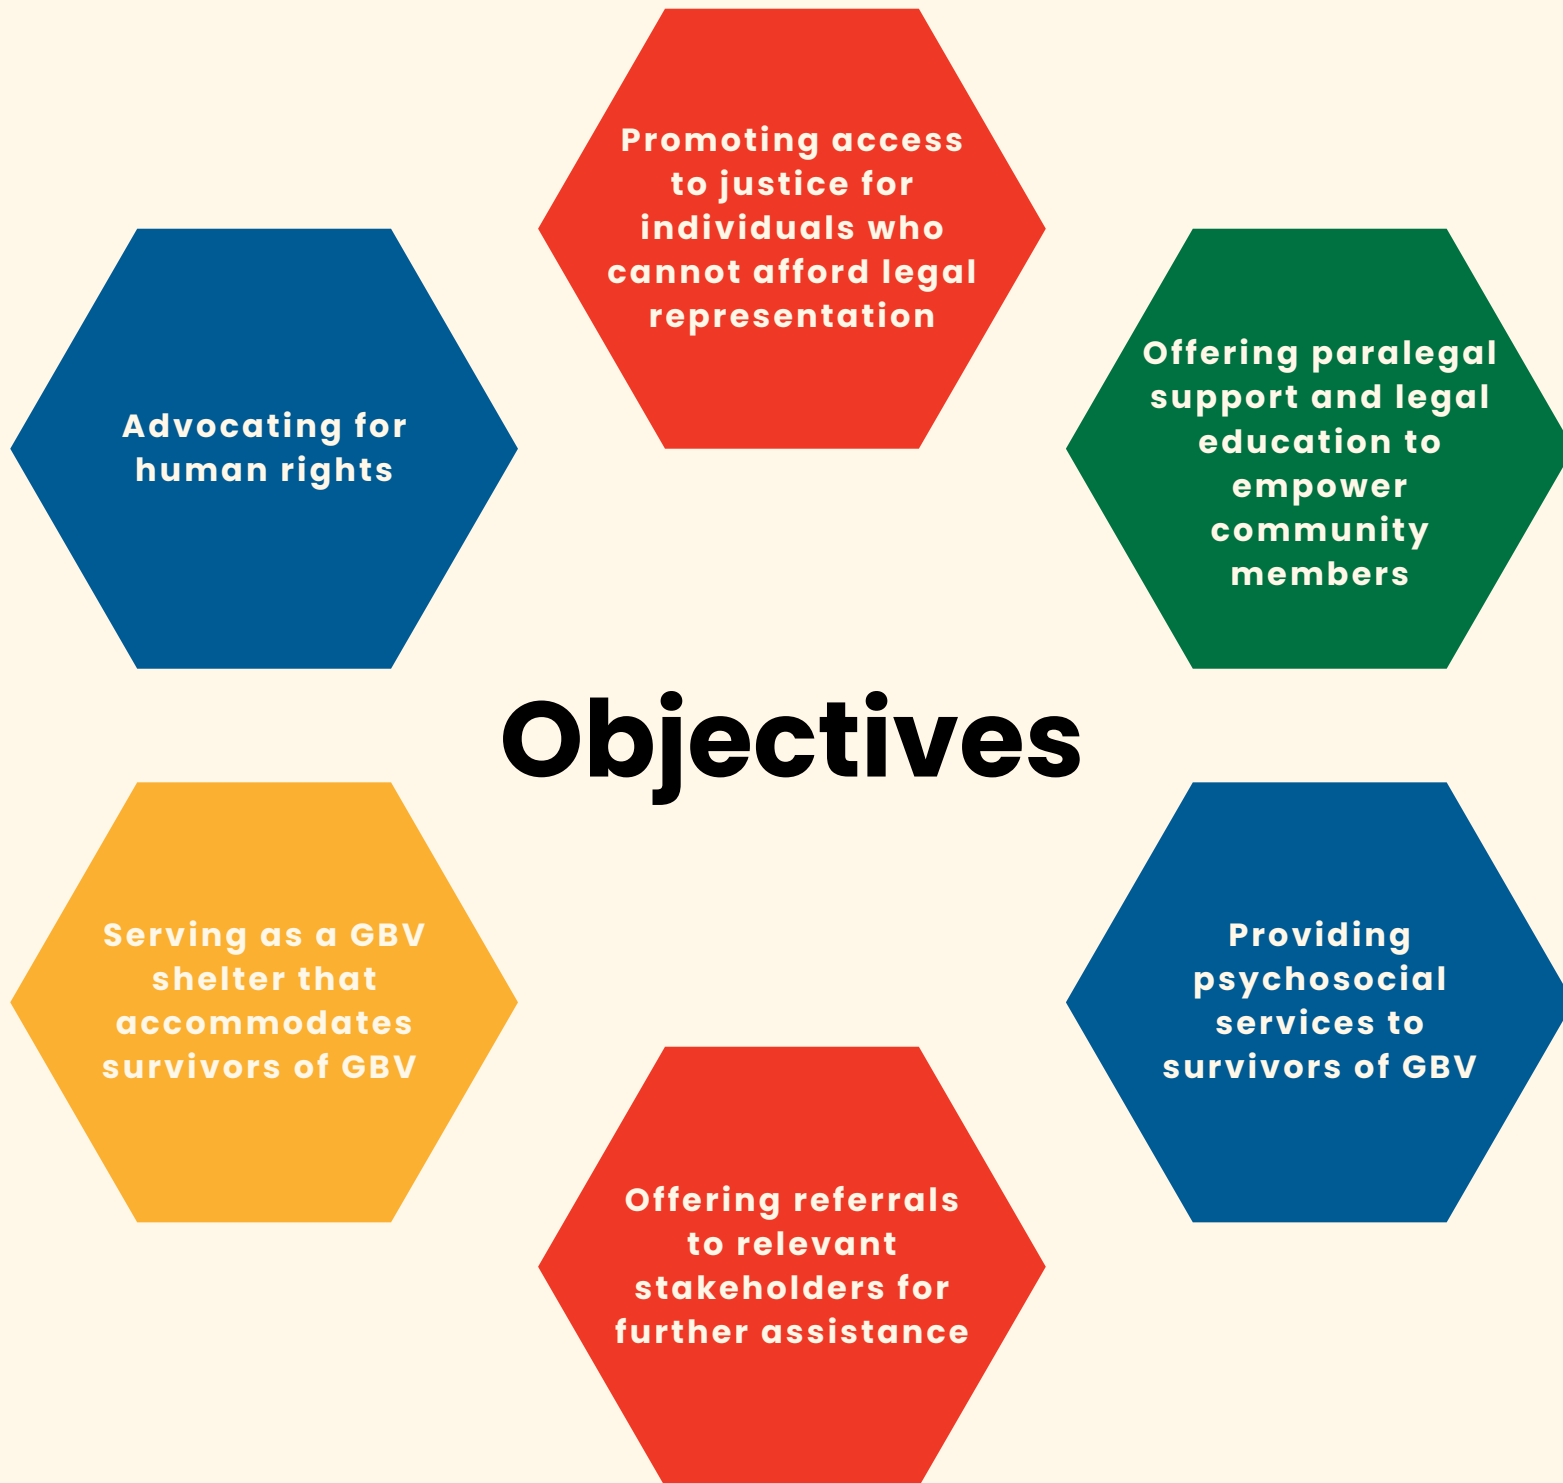 Promoting access
to justice for
individuals who
cannot afford legal
representation
Offering paralegal
support and legal
education to
empower
community
members
Advocating for
human rights
Objectives
Serving as a GBV
shelter that
accommodates
survivors of GBV
Providing
psychosocial
services to
survivors of GBV
Offering referrals
to relevant
stakeholders for
further assistance